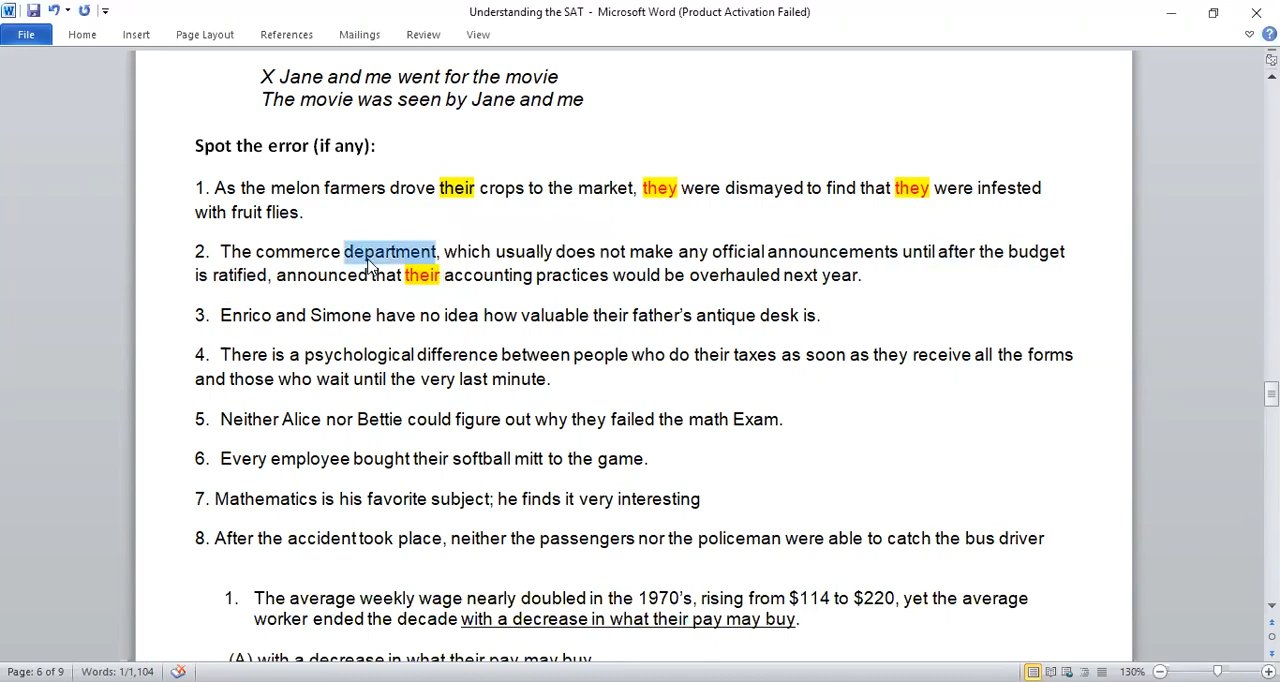 Understanding the SAT - Microsoft Word (Product Activation Failed)
File Home Insert Page Layout References Mailings Review View
X Jane and me went for the movie
The movie was seen by Jane and me
Spot the error (if any):
1. As the melon farmers drove their crops to the market, they were dismayed to find that they were infested
with fruit flies.
2. The commerce department, which usually does not make any official announcements until after the budget
is ratified, announced that their accounting practices would be overhauled next year.
3. Enrico and Simone have no idea how valuable their father’s antique desk is.
4. There is a psychological difference between people who do their taxes as soon as they receive all the forms
and those who wait until the very last minute.
5. Neither Alice nor Bettie could figure out why they failed the math Exam.
6. Every employee bought their softball mitt to the game.
7. Mathematics is his favorite subject; he finds it very interesting
8. After the accident took place, neither the passengers nor the policeman were able to catch the bus driver
1. The average weekly wage nearly doubled in the 1970’s, rising from $114 to $220, yet the average
worker ended the decade with a decrease in what their pay may buy.
(A) with a decrease in what their pay may buy
Page: 6 of 9 Words: 1/1,104 130%